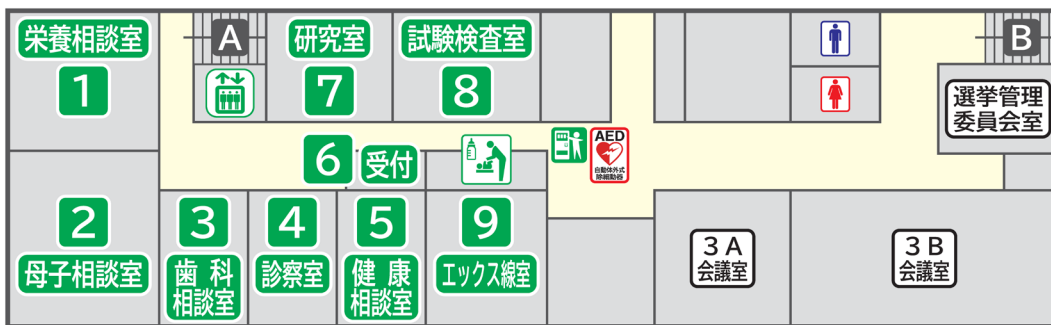 栄養相談室
1
A
研究室
7
試験検査室
8
B
選挙管理
委員会室
6
受付
AED
自動体外式
除細動器
2
母子相談室
3
歯科
相談室
4
診察室
5
健康
相談室
9
エックス線室
3A
会議室
3B
会議室